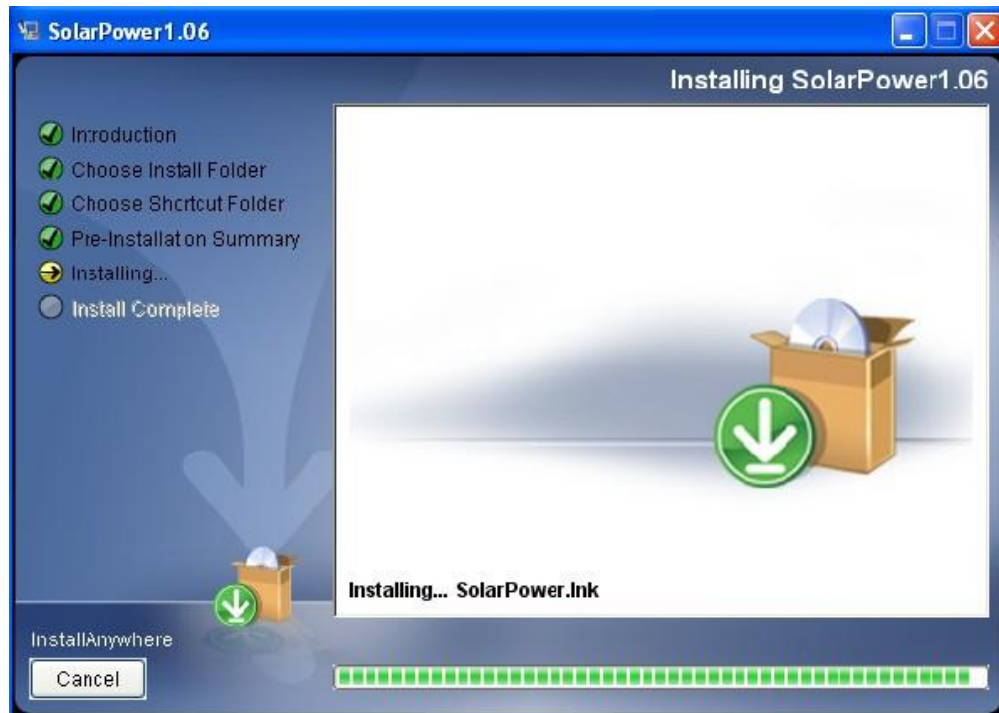 SolarPower1.06
Installing SolarPower1.06
Introduction
Choose Install Folder
Choose Shortcut Folder
Pre-Installation Summary
Installing...
Install Complete
Installing... SolarPower.lnk
InstallAnywhere
Cancel